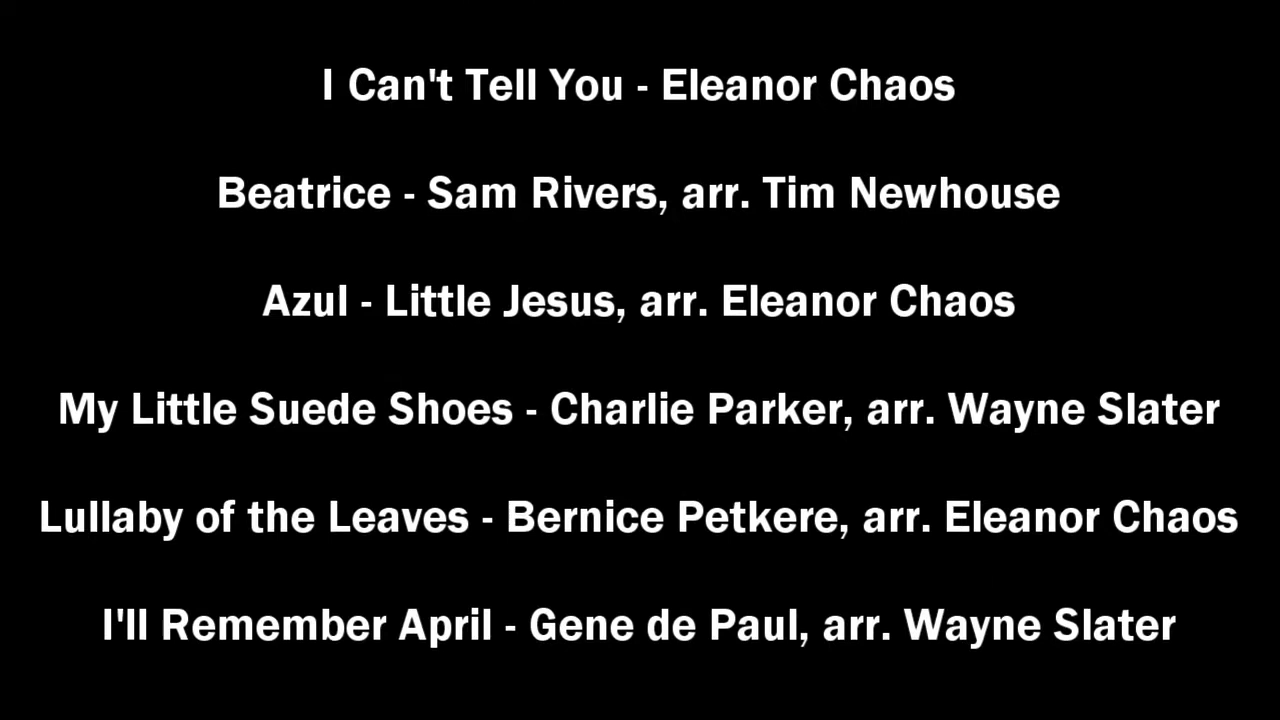 I Can't Tell You - Eleanor Chaos
Beatrice - Sam Rivers, arr. Tim Newhouse
Azul - Little Jesus, arr. Eleanor Chaos
My Little Suede Shoes - Charlie Parker, arr. Wayne Slater
Lullaby of the Leaves - Bernice Petkere, arr. Eleanor Chaos
I'll Remember April - Gene de Paul, arr. Wayne Slater